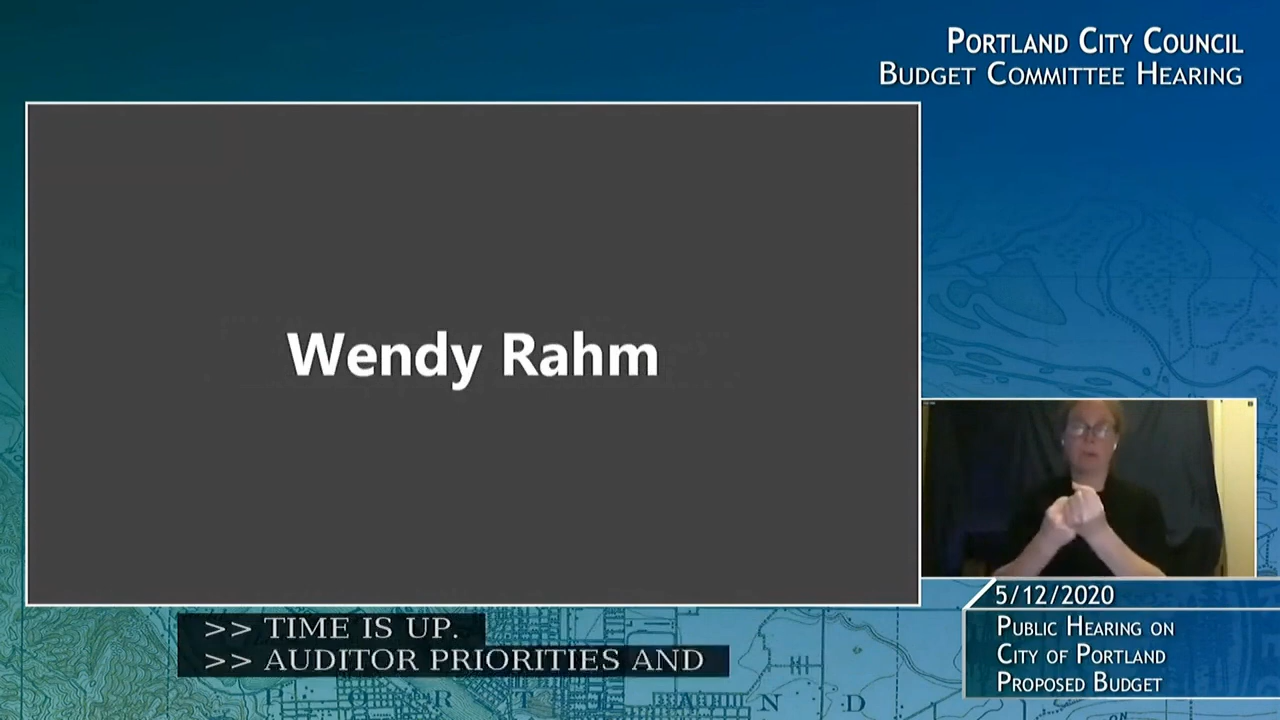 Portland City Council
Budget Committee Hearing
Wendy Rahm
>> TIME IS UP.
>> AUDITOR PRIORITIES AND
5/12/2020
Public Hearing on
City of Portland
Proposed Budget
P O R T L A N D